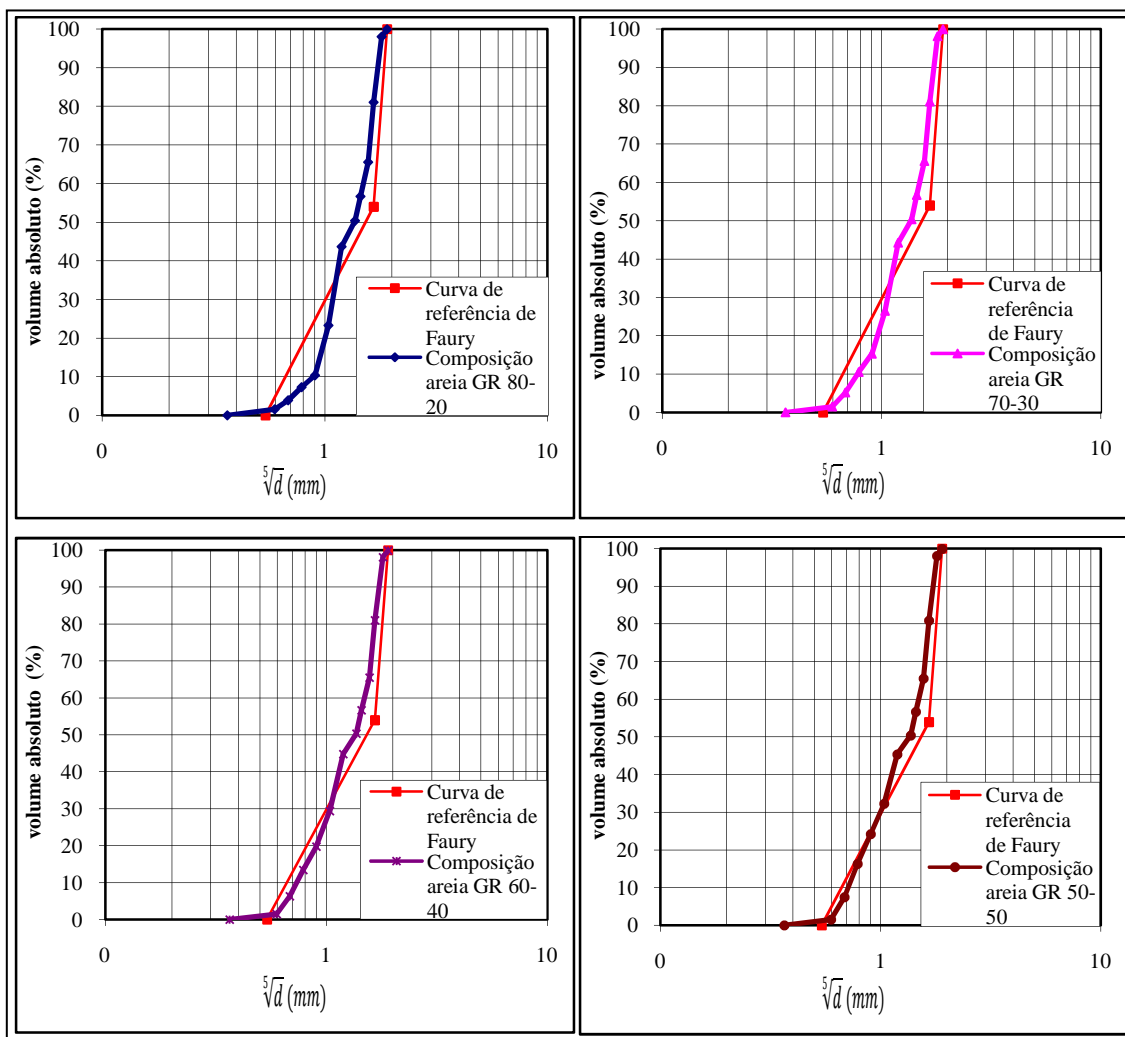 100
90
80
70
60
50
40
30
20
10
0
volume absoluto (%)
Curva de
referência de
Faury
Composição
areia GR 80-
20
0 1 10
⁵√d (mm)
100
90
80
70
60
50
40
30
20
10
0
volume absoluto (%)
Curva de
referência
de Faury
Composição
areia GR
70-30
0 1 10
⁵√d (mm)
100
90
80
70
60
50
40
30
20
10
0
volume absoluto (%)
Curva de
referência de
Faury
Composição
areia GR 60-
40
0 1 10
⁵√d (mm)
100
90
80
70
60
50
40
30
20
10
0
volume absoluto (%)
Curva de
referência
de Faury
Composição
areia GR 50-
50
0 1 10
⁵√d (mm)